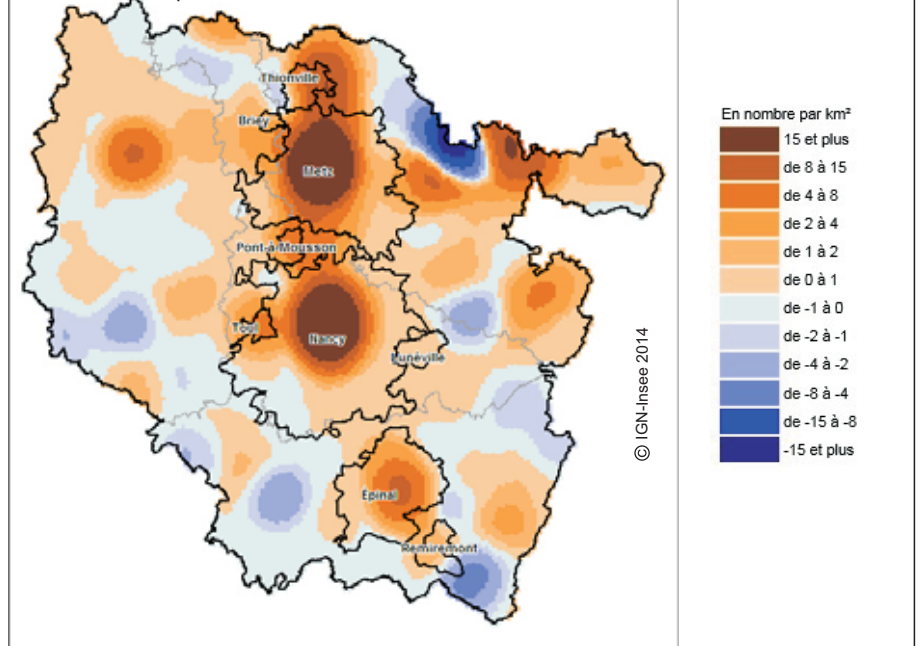 Thionville
Briey
Metz
Pont-à-Mousson
Toul
Nancy
Lunéville
Epinal
Remiremont
© IGN-Insee 2014
En nombre par km²
15 et plus
de 8 à 15
de 4 à 8
de 2 à 4
de 1 à 2
de 0 à 1
de -1 à 0
de -2 à -1
de -4 à -2
de -8 à -4
de -15 à -8
-15 et plus